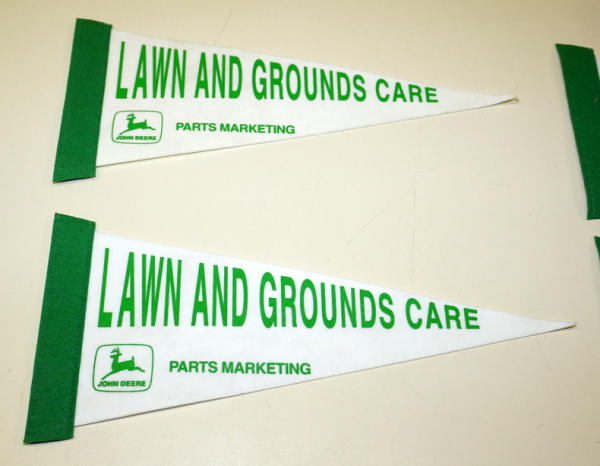 LAWN AND GROUNDS CARE
JOHN DEERE
PARTS MARKETING
LAWN AND GROUNDS CARE
JOHN DEERE
PARTS MARKETING